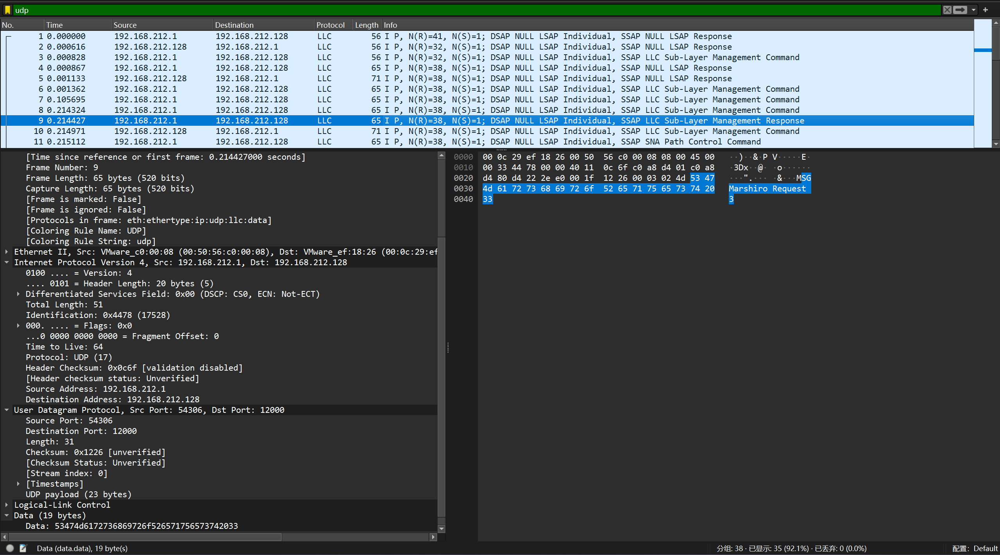 udp
No. Time Source Destination Protocol Length Info
1 0.000000 192.168.212.1 192.168.212.128 LLC 56 I P, N(R)=41, N(S)=1; DSAP NULL LSAP Individual, SSAP NULL LSAP Response
2 0.000616 192.168.212.128 192.168.212.1 LLC 56 I P, N(R)=32, N(S)=1; DSAP NULL LSAP Individual, SSAP NULL LSAP Response
3 0.000828 192.168.212.1 192.168.212.128 LLC 56 I P, N(R)=32, N(S)=1; DSAP NULL LSAP Individual, SSAP LLC Sub-Layer Management Command
4 0.000867 192.168.212.1 192.168.212.128 LLC 65 I P, N(R)=38, N(S)=1; DSAP NULL LSAP Individual, SSAP NULL LSAP Response
5 0.001133 192.168.212.128 192.168.212.1 LLC 71 I P, N(R)=38, N(S)=1; DSAP NULL LSAP Individual, SSAP NULL LSAP Response
6 0.001362 192.168.212.1 192.168.212.128 LLC 65 I P, N(R)=38, N(S)=1; DSAP NULL LSAP Individual, SSAP LLC Sub-Layer Management Command
7 0.105695 192.168.212.1 192.168.212.128 LLC 65 I P, N(R)=38, N(S)=1; DSAP NULL LSAP Individual, SSAP LLC Sub-Layer Management Command
8 0.214324 192.168.212.1 192.168.212.128 LLC 65 I P, N(R)=38, N(S)=1; DSAP NULL LSAP Individual, SSAP LLC Sub-Layer Management Command
9 0.214427 192.168.212.1 192.168.212.128 LLC 65 I P, N(R)=38, N(S)=1; DSAP NULL LSAP Individual, SSAP LLC Sub-Layer Management Response
10 0.214971 192.168.212.128 192.168.212.1 LLC 71 I P, N(R)=38, N(S)=1; DSAP NULL LSAP Individual, SSAP LLC Sub-Layer Management Command
11 0.215112 192.168.212.1 192.168.212.128 LLC 65 I P, N(R)=38, N(S)=1; DSAP NULL LSAP Individual, SSAP SNA Path Control Command
[Time since reference or first frame: 0.214427000 seconds]
Frame Number: 9
Frame Length: 65 bytes (520 bits)
Capture Length: 65 bytes (520 bits)
[Frame is marked: False]
[Frame is ignored: False]
[Protocols in frame: eth:ethertype:ip:udp:llc:data]
[Coloring Rule Name: UDP]
[Coloring Rule String: udp]
Ethernet II, Src: VMware_c0:00:08 (00:50:56:c0:00:08), Dst: VMware_ef:18:26 (00:0c:29:ef
Internet Protocol Version 4, Src: 192.168.212.1, Dst: 192.168.212.128
0100 .... = Version: 4
.... 0101 = Header Length: 20 bytes (5)
Differentiated Services Field: 0x00 (DSCP: CS0, ECN: Not-ECT)
Total Length: 51
Identification: 0x4478 (17528)
000. .... = Flags: 0x0
...0 0000 0000 0000 = Fragment Offset: 0
Time to Live: 64
Protocol: UDP (17)
Header Checksum: 0x0c6f [validation disabled]
[Header checksum status: Unverified]
Source Address: 192.168.212.1
Destination Address: 192.168.212.128
User Datagram Protocol, Src Port: 54306, Dst Port: 12000
Source Port: 54306
Destination Port: 12000
Length: 31
Checksum: 0x1226 [unverified]
[Checksum Status: Unverified]
[Stream index: 0]
[Timestamps]
UDP payload (23 bytes)
Logical-Link Control
Data (19 bytes)
Data: 53474d6172736869726f526571756573742033
0000 00 0c 29 ef 18 26 00 50 56 c0 00 08 08 00 45 00 ··)··&·P V·····E·
0010 00 33 44 78 00 00 40 11 0c 6f c0 a8 d4 01 c0 a8 ·3Dx··@· ·o······
0020 d4 80 d4 22 2e e0 00 1f 12 26 00 03 02 4d 53 47 ···".··· ·&···MSG
0030 4d 61 72 73 68 69 72 6f 52 65 71 75 65 73 74 20 Marshiro Request
0040 33 3
Data (data.data), 19 byte(s)
分组: 38 · 已显示: 35 (92.1%) · 已丢弃: 0 (0.0%)
配置: Default